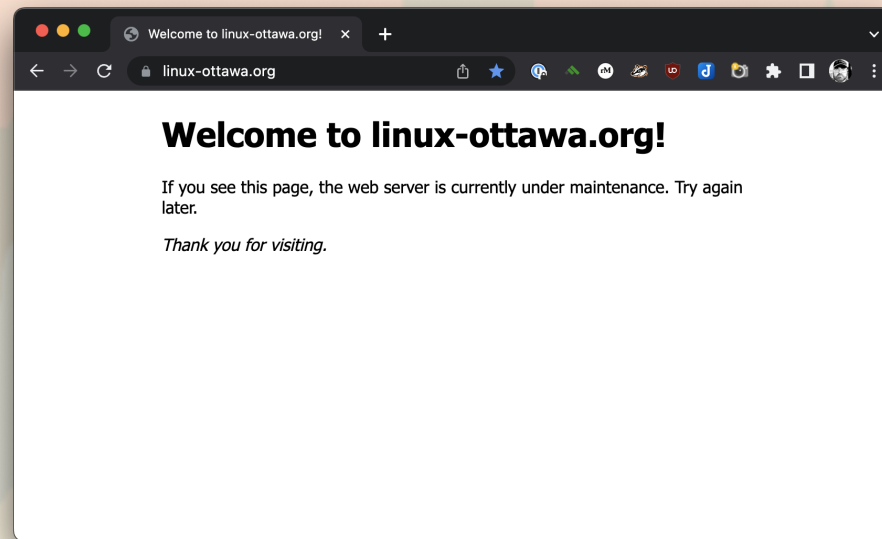 Welcome to linux-ottawa.org!
linux-ottawa.org
Welcome to linux-ottawa.org!
If you see this page, the web server is currently under maintenance. Try again
later.
Thank you for visiting.